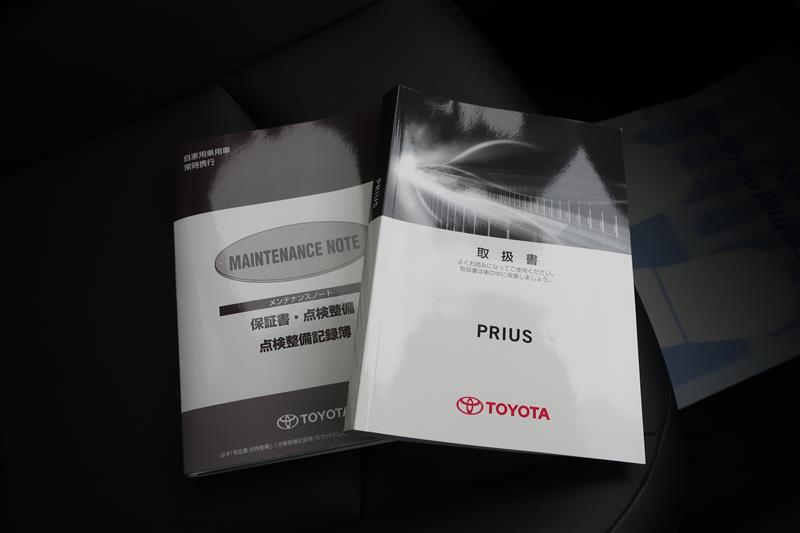 自家用乗用車
常時携行
MAINTENANCE NOTE
メンテナンスノート
保証書・点検整備
点検整備記録簿
TOYOTA
PRIUS
取扱書
よくお読みになってご使用ください。
取扱書は車の中に保管しましょう。
PRIUS
TOYOTA